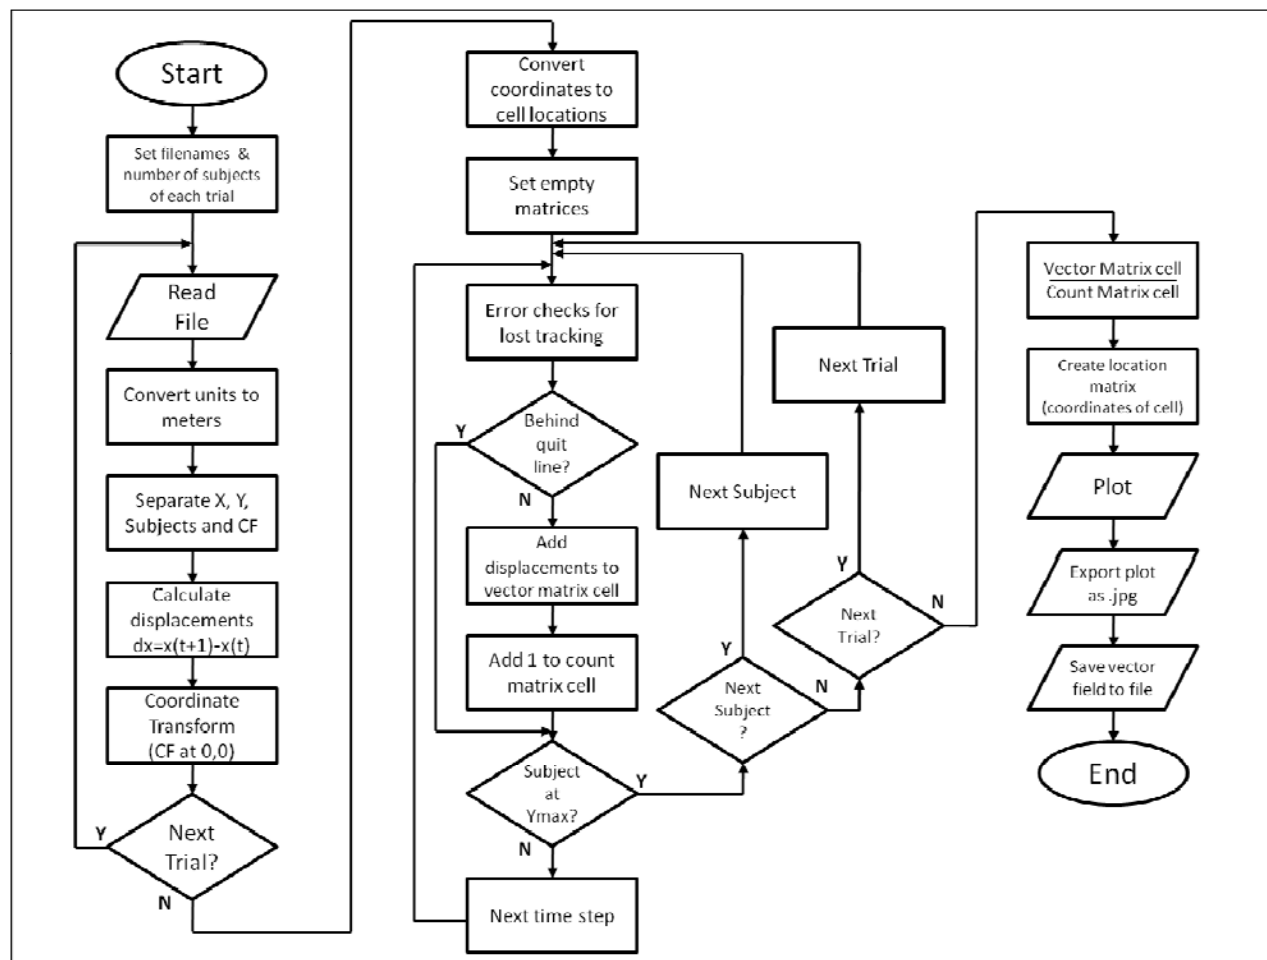 Start
Set filenames &
number of subjects
of each trial
Read
File
Convert units to
meters
Separate X, Y,
Subjects and CF
Calculate
displacements
dx=x(t+1)-x(t)
Coordinate
Transform
(CF at 0,0)
Y
Next
Trial?
N
Convert
coordinates to
cell locations
Set empty
matrices
Error checks for
lost tracking
Y
Behind
quit
line?
N
Add
displacements to
vector matrix cell
Add 1 to count
matrix cell
Subject
at
Ymax?
Y
N
Next time step
Next Subject
Y
Next
Subject
?
N
Next Trial
Y
Next
Trial?
N
Vector Matrix cell
Count Matrix cell
Create location
matrix
(coordinates of cell)
Plot
Export plot
as .jpg
Save vector
field to file
End